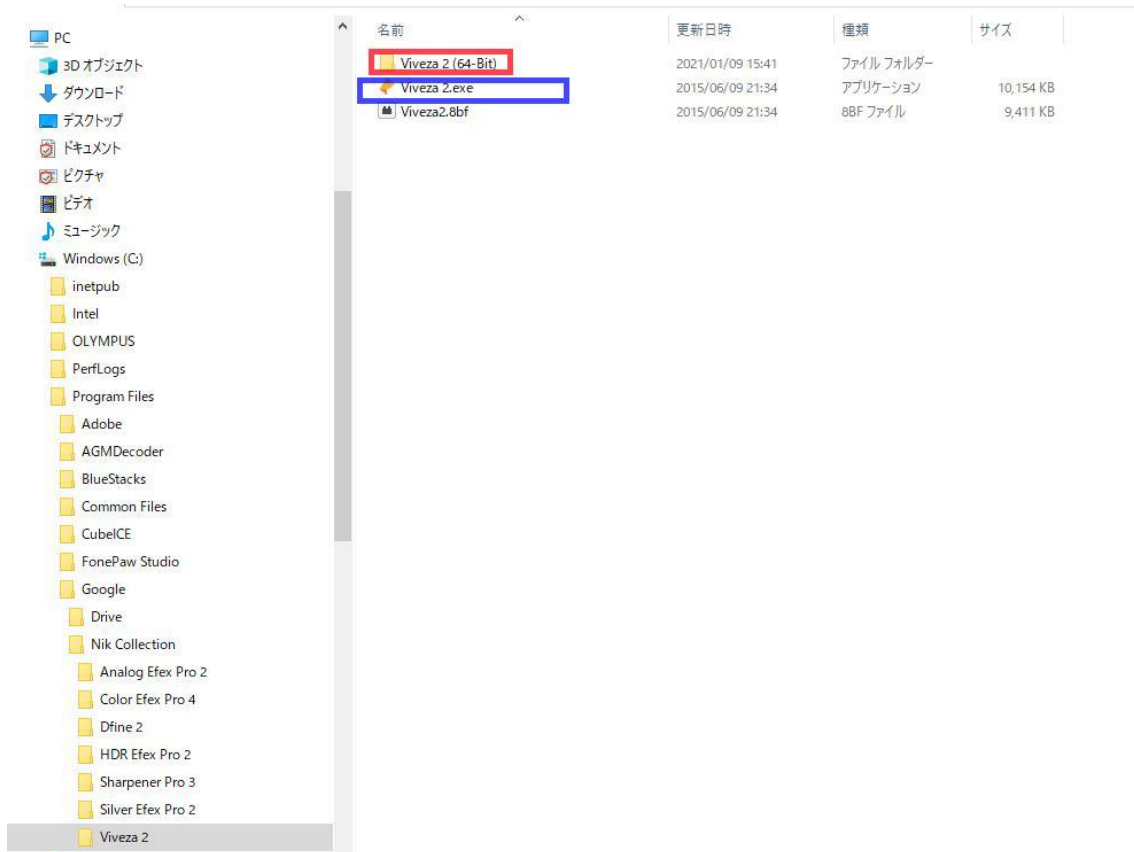 PC
3D オブジェクト
ダウンロード
デスクトップ
ドキュメント
ピクチャ
ビデオ
ミュージック
Windows (C:)
inetpub
Intel
OLYMPUS
PerfLogs
Program Files
Adobe
AGMDecoder
BlueStacks
Common Files
CubeICE
FonePaw Studio
Google
Drive
Nik Collection
Analog Efex Pro 2
Color Efex Pro 4
Dfine 2
HDR Efex Pro 2
Sharpener Pro 3
Silver Efex Pro 2
Viveza 2
名前 更新日時 種類 サイズ
Viveza 2 (64-Bit) 2021/01/09 15:41 ファイル フォルダー
Viveza 2.exe 2015/06/09 21:34 アプリケーション 10,154 KB
Viveza2.8bf 2015/06/09 21:34 8BF ファイル 9,411 KB